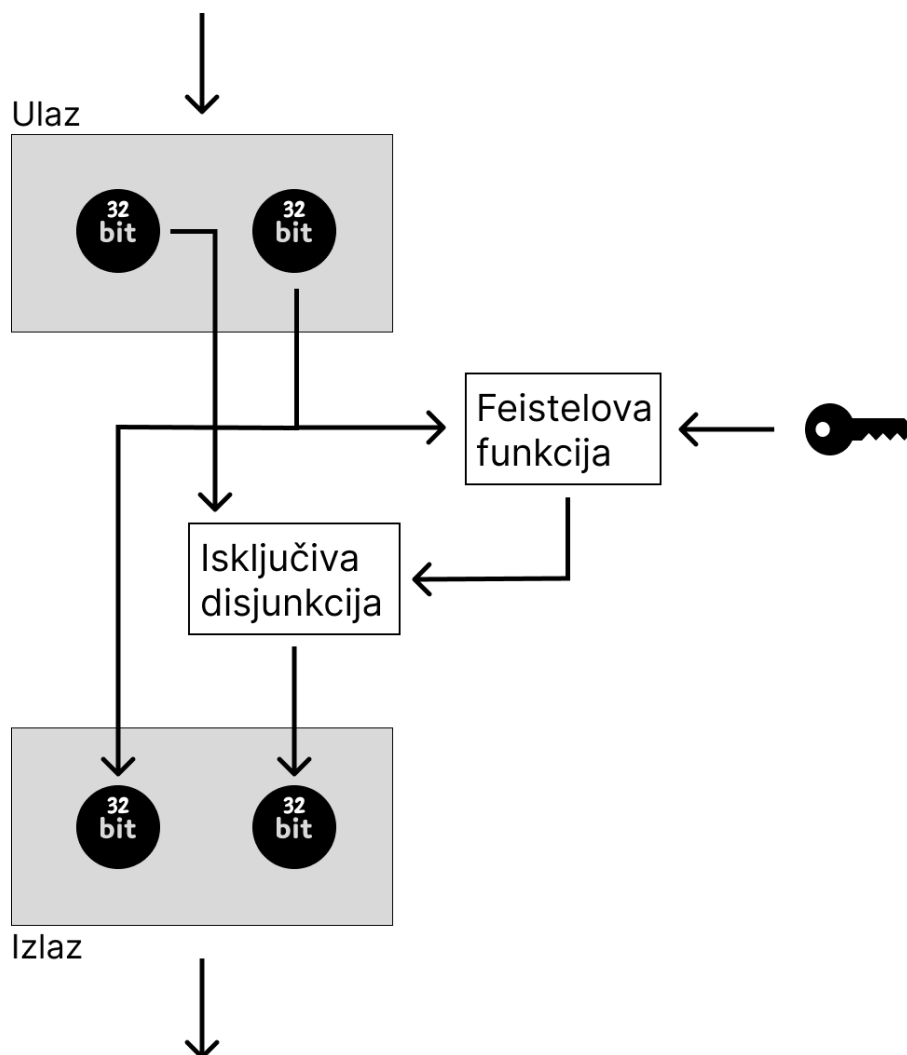 Ulaz
32
bit
32
bit
Feistelova
funkcija
Isključiva
disjunkcija
32
bit
32
bit
Izlaz